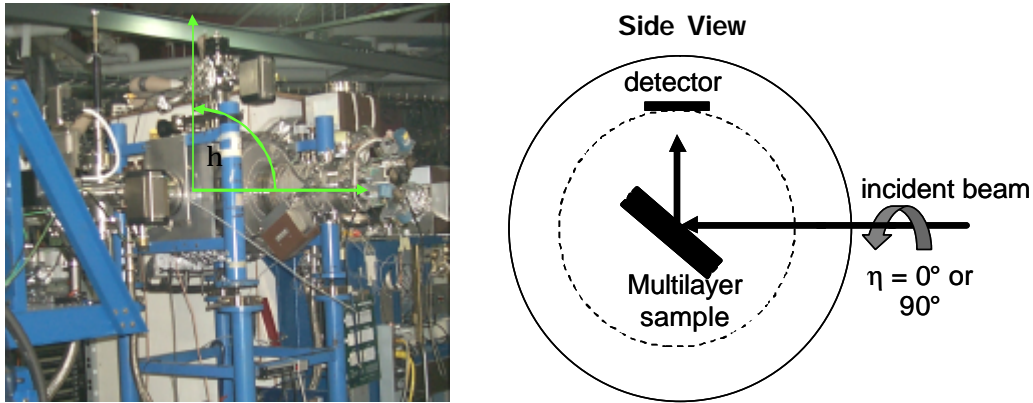 h
Side View
detector
incident beam
η = 0° or
90°
Multilayer
sample